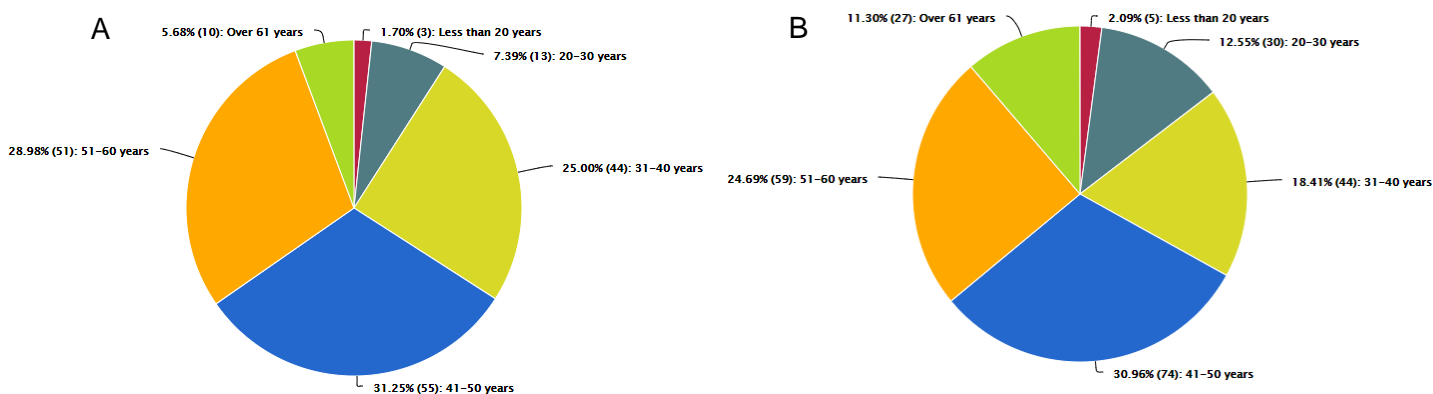 A
5.68% (10): Over 61 years
1.70% (3): Less than 20 years
7.39% (13): 20-30 years
28.98% (51): 51-60 years
25.00% (44): 31-40 years
31.25% (55): 41-50 years
B
11.30% (27): Over 61 years
2.09% (5): Less than 20 years
12.55% (30): 20-30 years
24.69% (59): 51-60 years
18.41% (44): 31-40 years
30.96% (74): 41-50 years